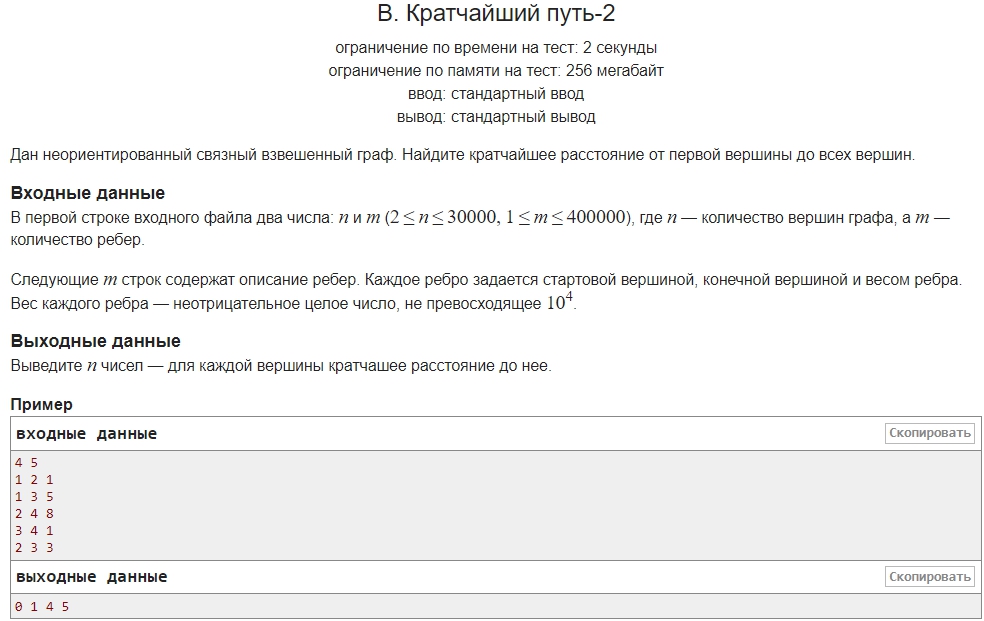 В. Кратчайший путь-2
ограничение по времени на тест: 2 секунды
ограничение по памяти на тест: 256 мегабайт
ввод: стандартный ввод
вывод: стандартный вывод
Дан неориентированный связный взвешенный граф. Найдите кратчайшее расстояние от первой вершины до всех вершин.
Входные данные
В первой строке входного файла два числа: n и m (2 ≤ n ≤ 30000, 1 ≤ m ≤ 400000), где n — количество вершин графа, а m —
количество ребер.
Следующие m строк содержат описание ребер. Каждое ребро задается стартовой вершиной, конечной вершиной и весом ребра.
Вес каждого ребра — неотрицательное целое число, не превосходящее 10⁴.
Выходные данные
Выведите n чисел — для каждой вершины кратчашее расстояние до нее.
Пример
входные данные
Скопировать
4 5
1 2 1
1 3 5
2 4 8
3 4 1
2 3 3
выходные данные
Скопировать
0 1 4 5